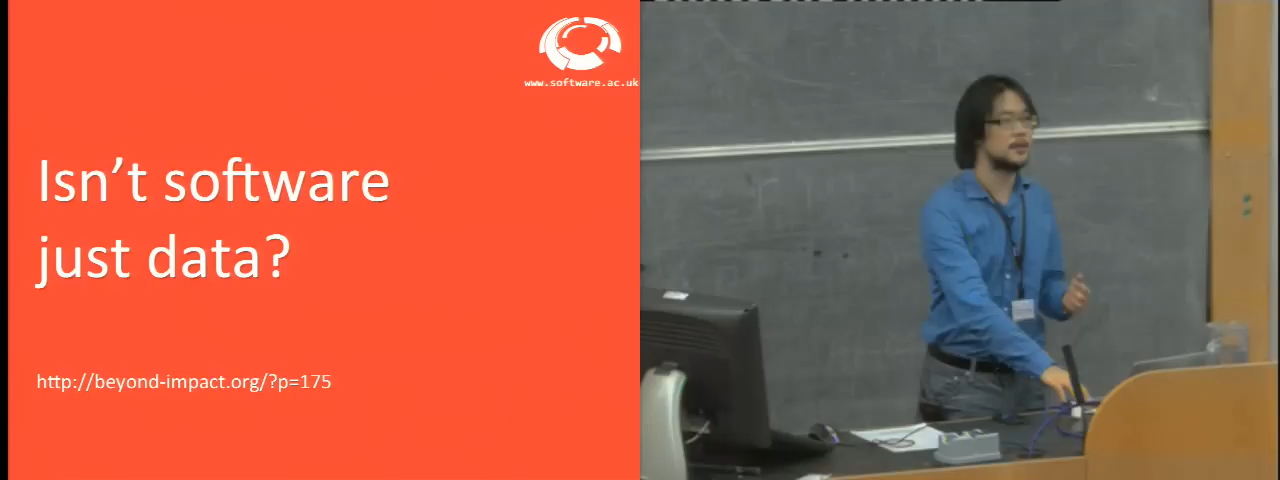 www.software.ac.uk
Isn't software
just data?
http://beyond-impact.org/?p=175